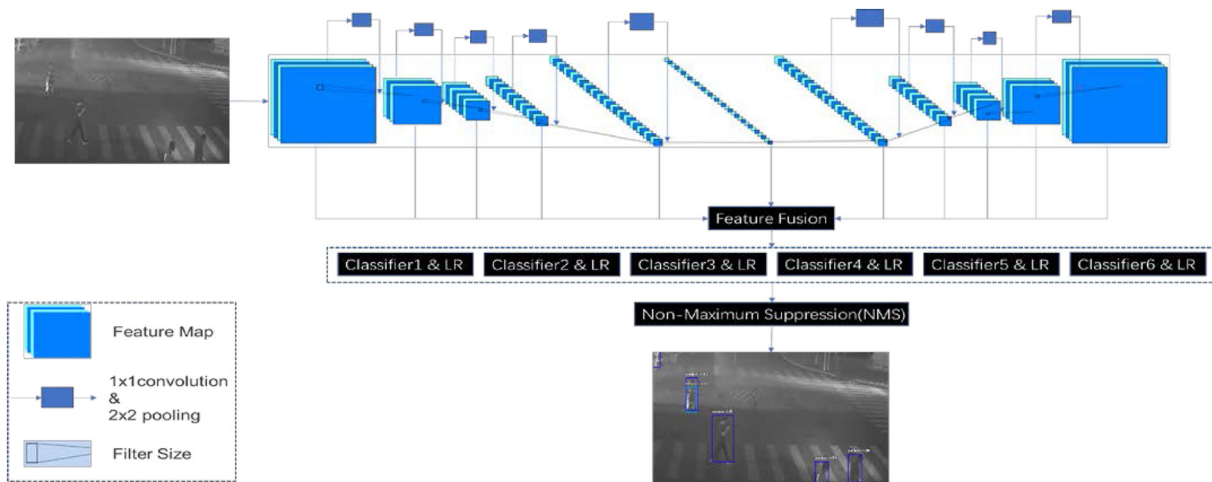 Feature Fusion
Classifier1 & LR
Classifier2 & LR
Classifier3 & LR
Classifier4 & LR
Classifier5 & LR
Classifier6 & LR
Non-Maximum Suppression(NMS)
Feature Map
1x1convolution
&
2x2 pooling
Filter Size